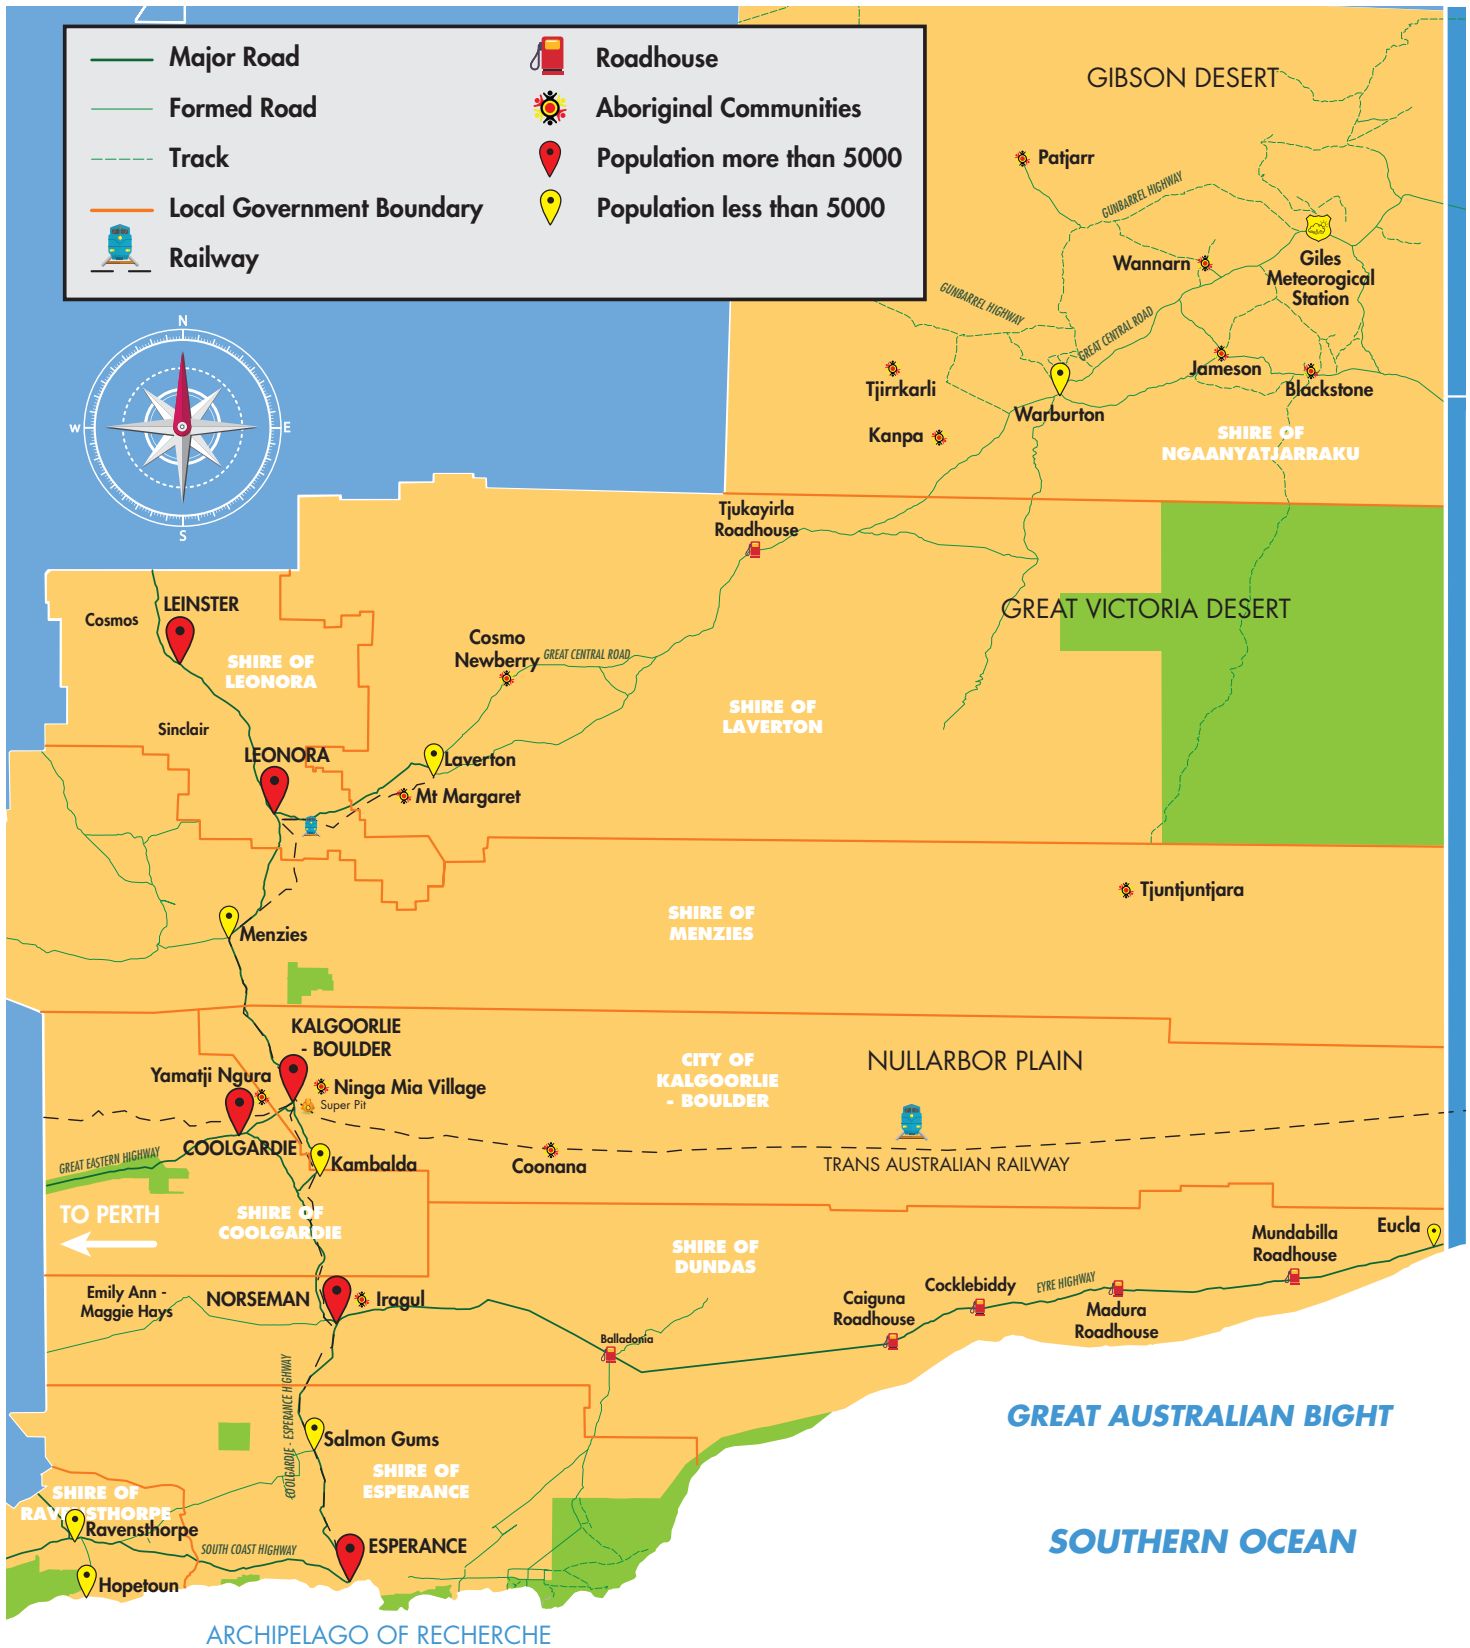 Major Road
Formed Road
Track
Local Government Boundary
Railway
Roadhouse
Aboriginal Communities
Population more than 5000
Population less than 5000
N
W
E
S
GIBSON DESERT
Patjarr
GUNBARREL HIGHWAY
Wannarn
Giles
Meteorogical
Station
GUNBARREL HIGHWAY
GREAT CENTRAL ROAD
Tjirrkarli
Jameson
Blackstone
Warburton
Kanpa
SHIRE OF
NGAANYATJARRAKU
Tjukayirla
Roadhouse
GREAT VICTORIA DESERT
LEINSTER
Cosmos
SHIRE OF
LEONORA
Cosmo
Newberry
GREAT CENTRAL ROAD
SHIRE OF
LAVERTON
Sinclair
LEONORA
Laverton
Mt Margaret
Tjuntjuntjara
SHIRE OF
MENZIES
Menzies
KALGOORLIE
- BOULDER
Yamatji Ngura
Ninga Mia Village
Super Pit
CITY OF
KALGOORLIE
- BOULDER
NULLARBOR PLAIN
COOLGARDIE
GREAT EASTERN HIGHWAY
Kambalda
Coonana
TRANS AUSTRALIAN RAILWAY
TO PERTH
SHIRE OF
COOLGARDIE
SHIRE OF
DUNDAS
Mundabilla
Roadhouse
Eucla
Emily Ann -
Maggie Hays
NORSEMAN
Iragul
Caiguna
Roadhouse
Cocklebiddy
EYRE HIGHWAY
Madura
Roadhouse
Balladonia
COOLGARDIE - ESPERANCE HIGHWAY
Salmon Gums
SHIRE OF
ESPERANCE
GREAT AUSTRALIAN BIGHT
SHIRE OF
RAVENSTHORPE
Ravensthorpe
SOUTH COAST HIGHWAY
ESPERANCE
SOUTHERN OCEAN
Hopetoun
ARCHIPELAGO OF RECHERCHE